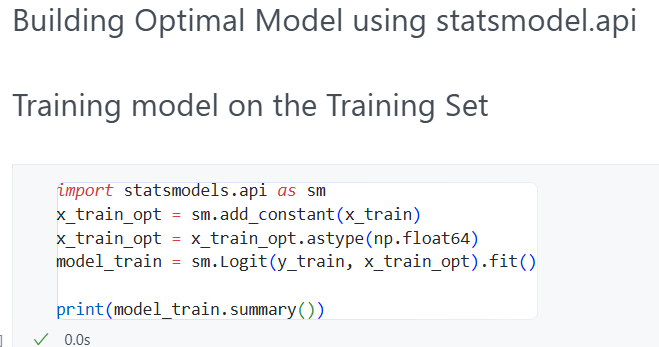 Building Optimal Model using statsmodel.api
Training model on the Training Set
import statsmodels.api as sm
x_train_opt = sm.add_constant(x_train)
x_train_opt = x_train_opt.astype(np.float64)
model_train = sm.Logit(y_train, x_train_opt).fit()
print(model_train.summary())
]
0.0s